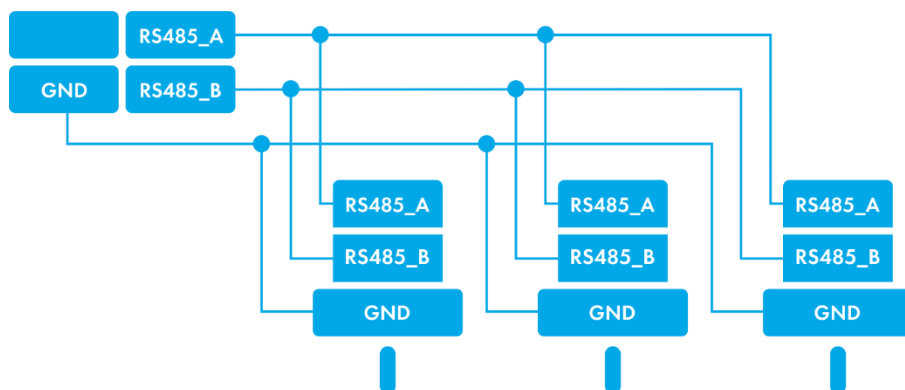 RS485_A
GND RS485_B
RS485_A RS485_A RS485_A
RS485_B RS485_B RS485_B
GND GND GND